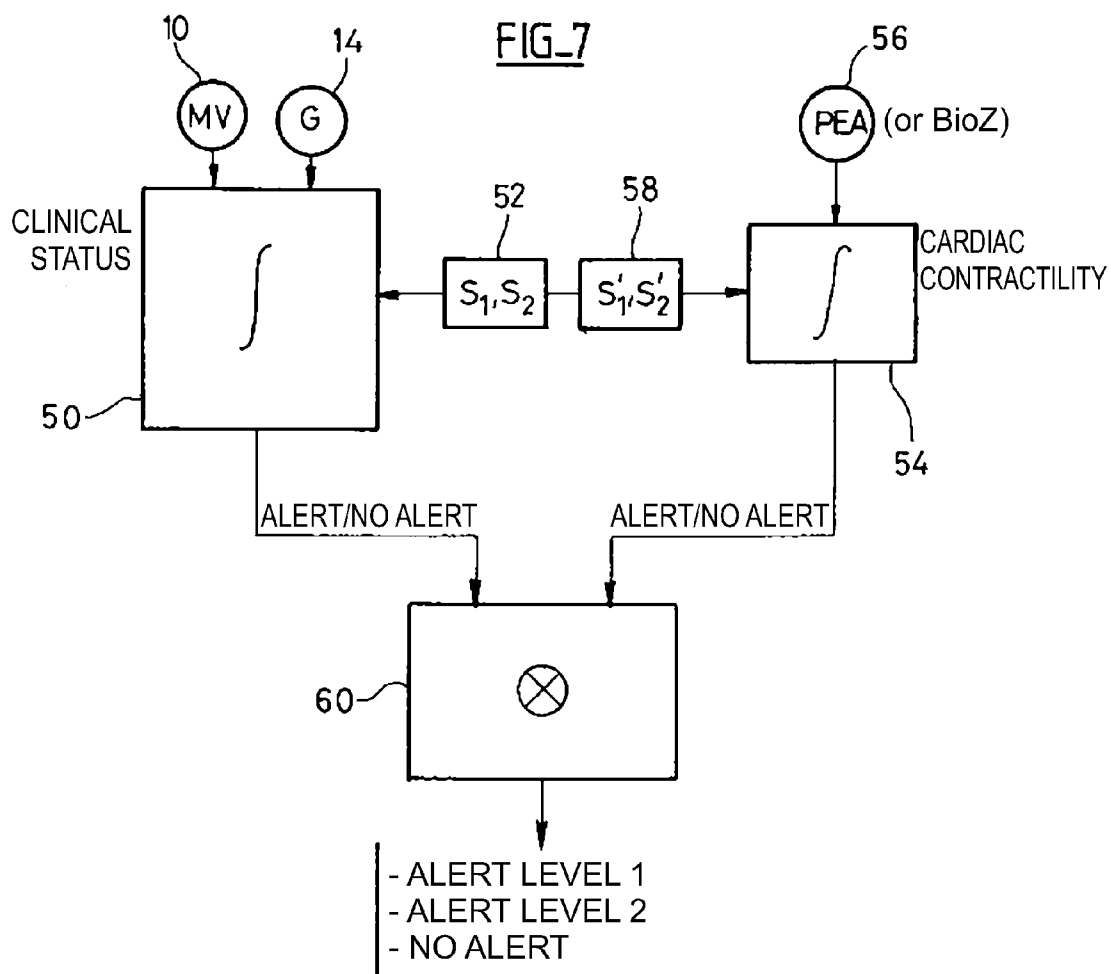 FIG_7
10
14
56
MV
G
PEA (or BioZ)
52
58
CLINICAL
STATUS
S1, S2
S'1, S'2
CARDIAC
CONTRACTILITY
50
54
ALERT/NO ALERT
ALERT/NO ALERT
60
- ALERT LEVEL 1
- ALERT LEVEL 2
- NO ALERT